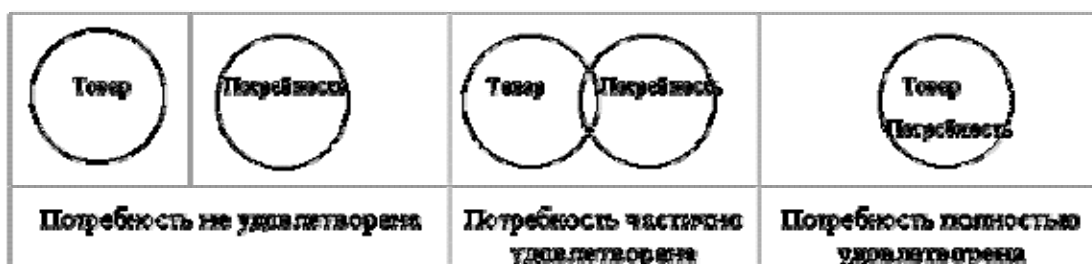 Товар
Потребность
Товар
Потребность
Товар
Потребность
Потребность не удовлетворена
Потребность частично
удовлетворена
Потребность полностью
удовлетворена